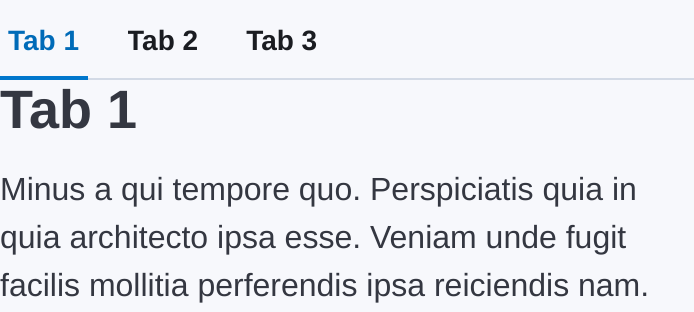 Tab 1 Tab 2 Tab 3
Tab 1
Minus a qui tempore quo. Perspiciatis quia in
quia architecto ipsa esse. Veniam unde fugit
facilis mollitia perferendis ipsa reiciendis nam.